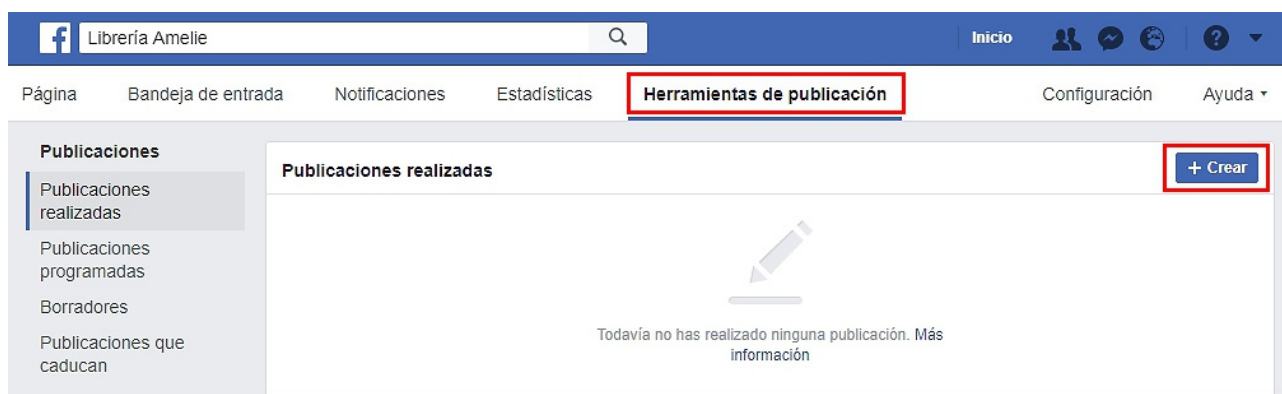 f Librería Amelie Inicio ?
Página Bandeja de entrada Notificaciones Estadísticas Herramientas de publicación Configuración Ayuda
Publicaciones
Publicaciones realizadas + Crear
Publicaciones
realizadas
Publicaciones
programadas
Borradores
Publicaciones que
caducan
Todavía no has realizado ninguna publicación. Más
información